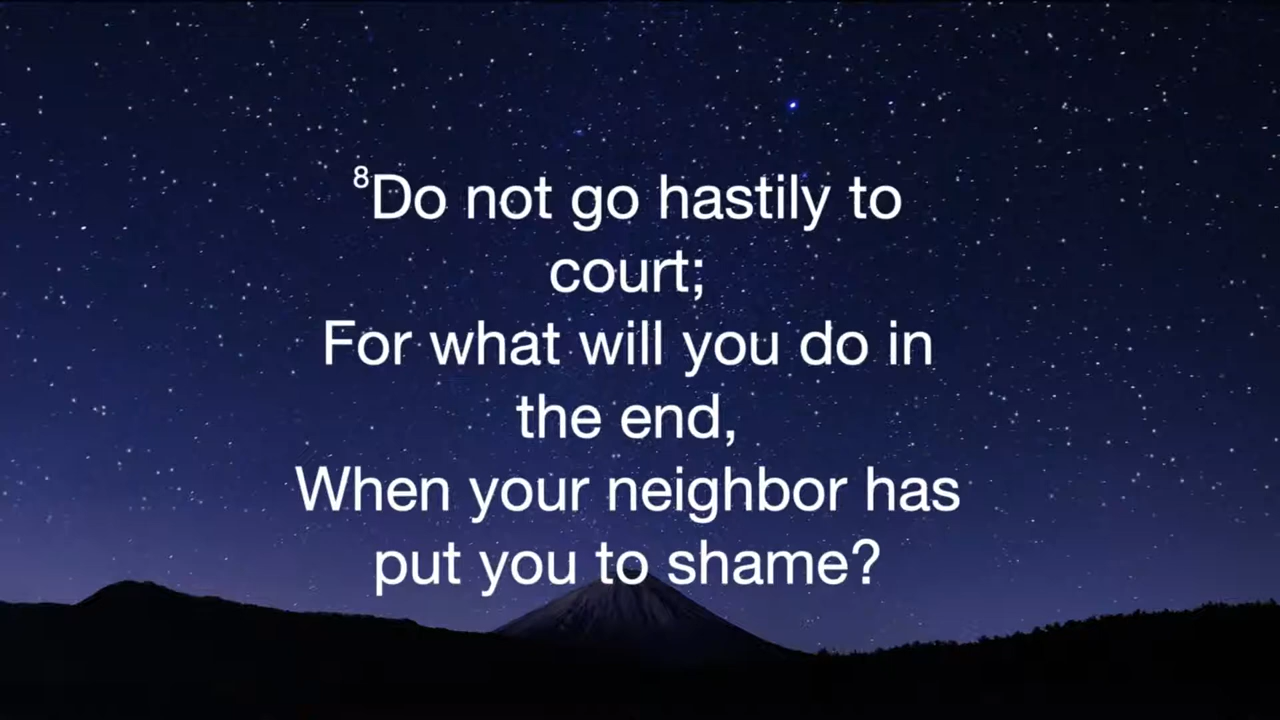 ⁸Do not go hastily to
court;
For what will you do in
the end,
When your neighbor has
put you to shame?